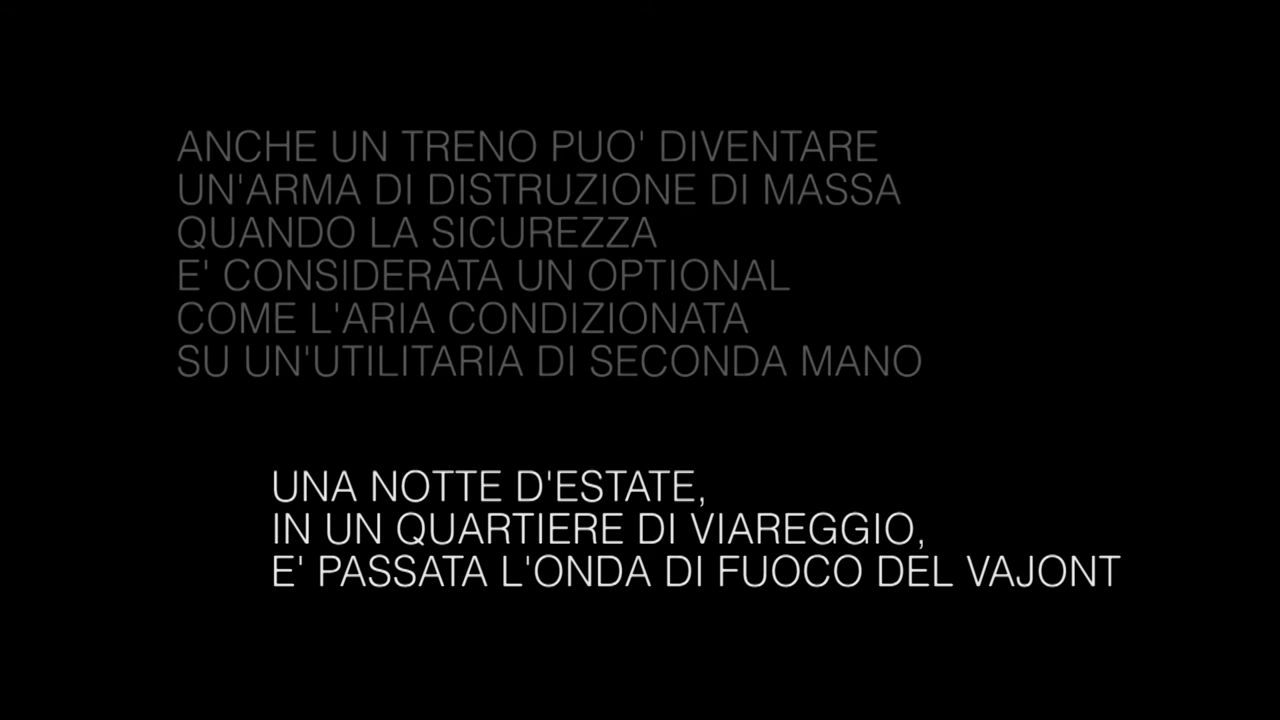 ANCHE UN TRENO PUO' DIVENTARE
UN'ARMA DI DISTRUZIONE DI MASSA
QUANDO LA SICUREZZA
E' CONSIDERATA UN OPTIONAL
COME L'ARIA CONDIZIONATA
SU UN'UTILITARIA DI SECONDA MANO
UNA NOTTE D'ESTATE,
IN UN QUARTIERE DI VIAREGGIO,
E' PASSATA L'ONDA DI FUOCO DEL VAJONT